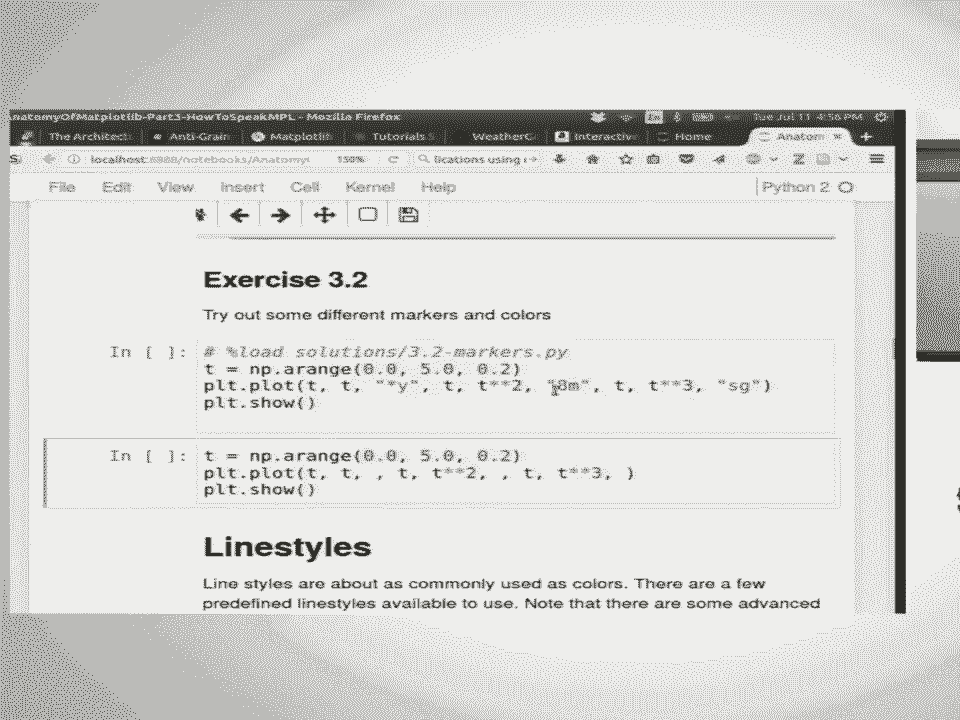 AnatomyOfMatplotlib-Part3-HowToSpeakMPL - Mozilla Firefox En Tue Jul 11 4:56 PM
The Architect Anti-Grain Matplotlib Tutorials WeatherG Interactive Home Anatom × +
localhost:8888/notebooks/Anatomy 150% lications using
File Edit View Insert Cell Kernel Help Python 2
Exercise 3.2
Try out some different markers and colors
In [ ]: # %load solutions/3.2-markers.py
t = np.arange(0.0, 5.0, 0.2)
plt.plot(t, t, "*y", t, t**2, "8m", t, t**3, "sg")
plt.show()
In [ ]: t = np.arange(0.0, 5.0, 0.2)
plt.plot(t, t, , t, t**2, , t, t**3, )
plt.show()
Linestyles
Line styles are about as commonly used as colors. There are a few
predefined linestyles available to use. Note that there are some advanced